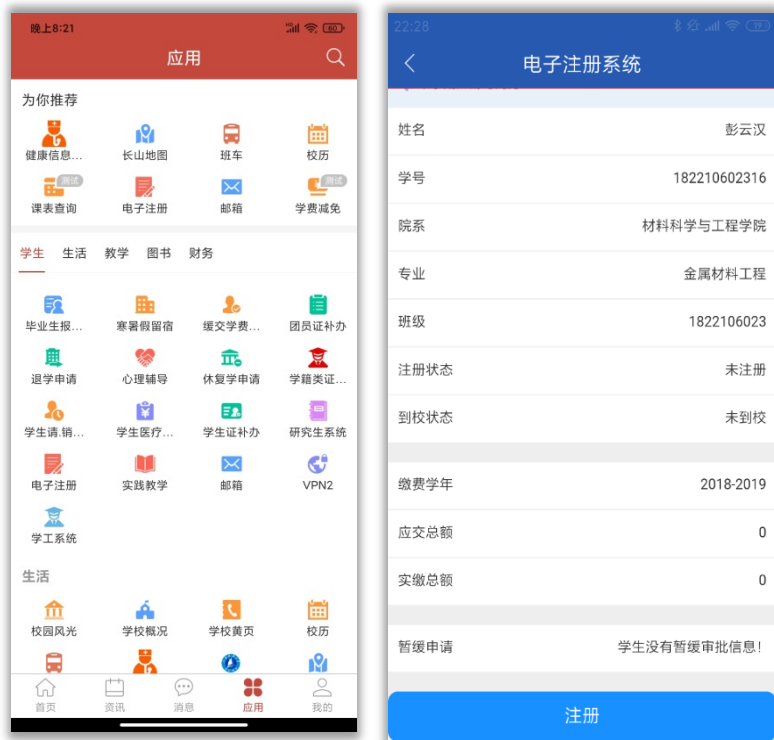 晚上8:21
60
应用
为你推荐
健康信息... 长山地图 班车 校历
测试 测试
课表查询 电子注册 邮箱 学费减免
学生 生活 教学 图书 财务
毕业生报... 寒暑假留宿 缓交学费... 团员证补办
退学申请 心理辅导 休复学申请 学籍类证...
学生请.销... 学生医疗... 学生证补办 研究生系统
电子注册 实践教学 邮箱 VPN2
学工系统
生活
校园风光 学校概况 学校黄页 校历
首页 资讯 消息 应用 我的
22:28
电子注册系统
姓名 彭云汉
学号 182210602316
院系 材料科学与工程学院
专业 金属材料工程
班级 1822106023
注册状态 未注册
到校状态 未到校
缴费学年 2018-2019
应交总额 0
实缴总额 0
暂缓申请 学生没有暂缓审批信息!
注册